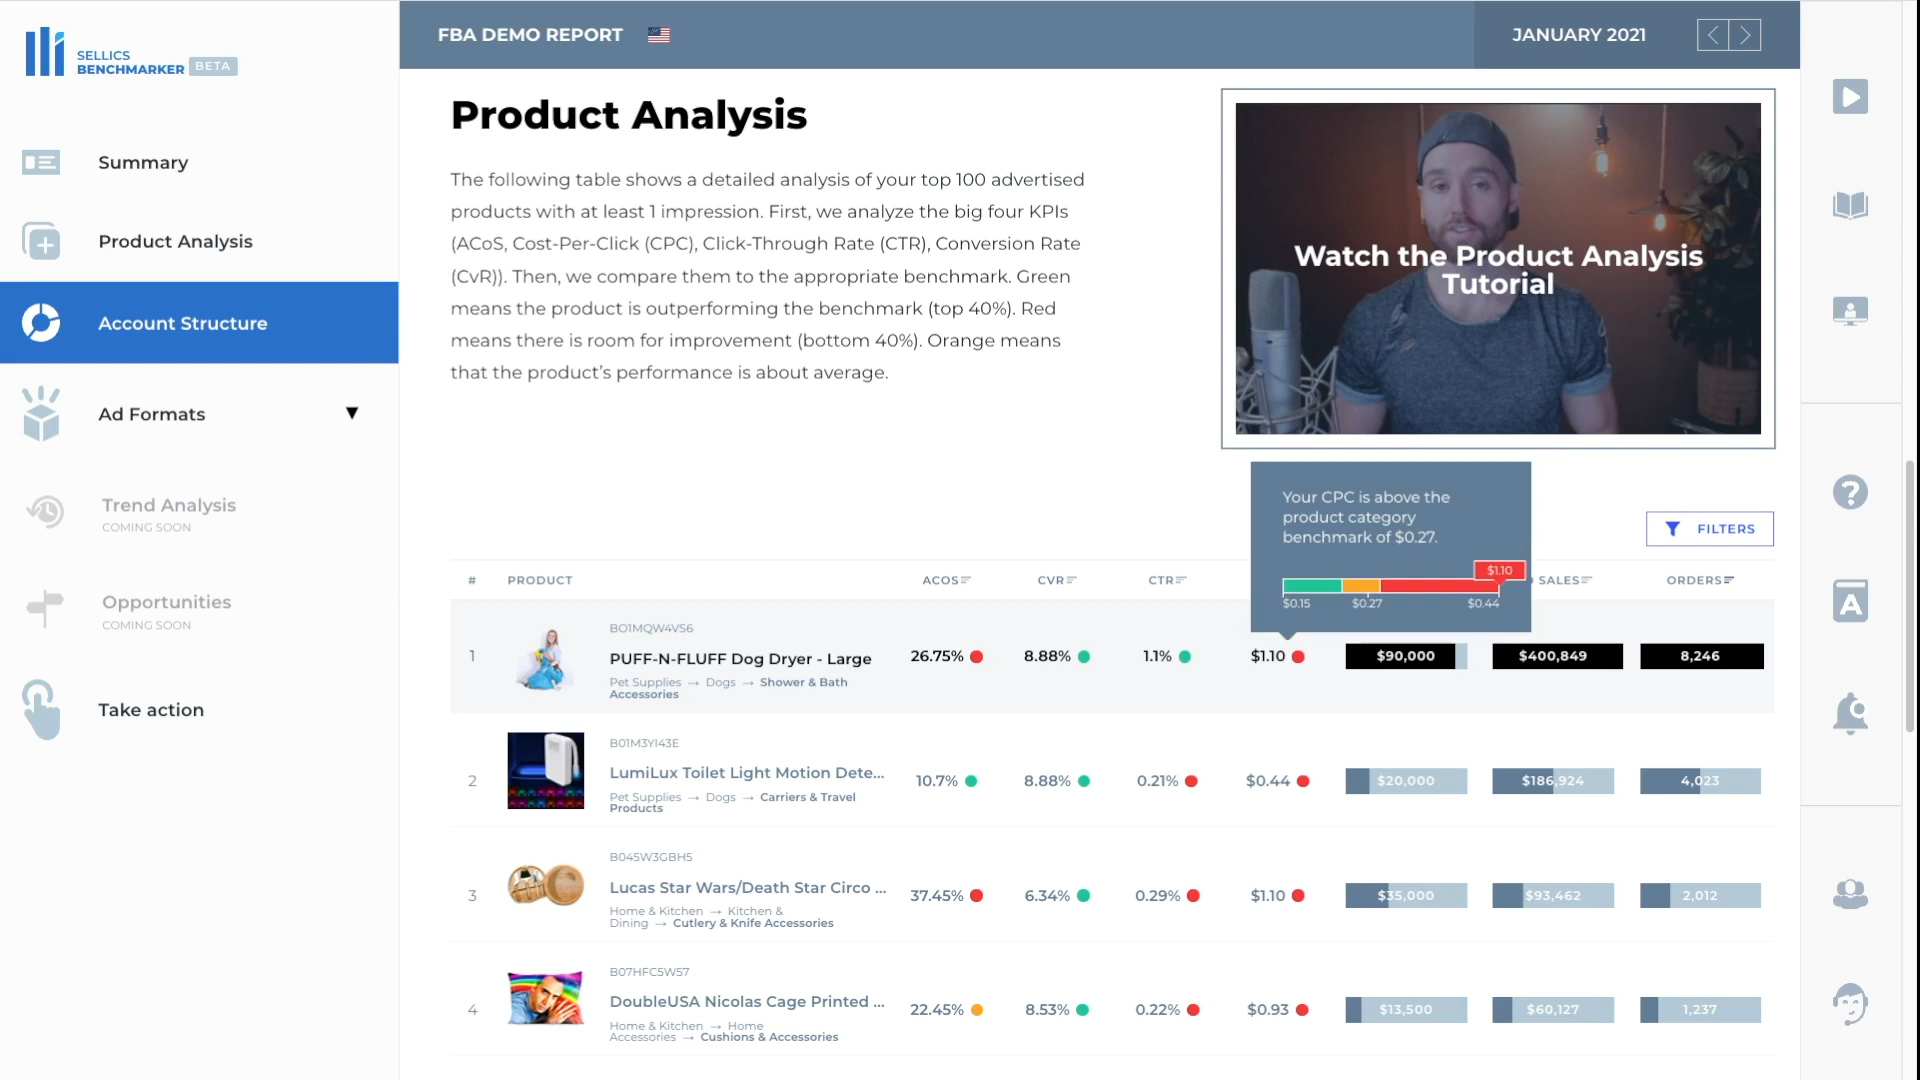 SELLICS
BENCHMARKER BETA
Summary
Product Analysis
Account Structure
Ad Formats
Trend Analysis
COMING SOON
Opportunities
COMING SOON
Take action
FBA DEMO REPORT
JANUARY 2021
Product Analysis
The following table shows a detailed analysis of your top 100 advertised
products with at least 1 impression. First, we analyze the big four KPIs
(ACoS, Cost-Per-Click (CPC), Click-Through Rate (CTR), Conversion Rate
(CvR)). Then, we compare them to the appropriate benchmark. Green
means the product is outperforming the benchmark (top 40%). Red
means there is room for improvement (bottom 40%). Orange means
that the product's performance is about average.
Watch the Product Analysis
Tutorial
Your CPC is above the
product category
benchmark of $0.27.
$1.10
$0.15 $0.27 $0.44
FILTERS
# PRODUCT ACOS CVR CTR SALES ORDERS
BO1MQW4VS6
1 PUFF-N-FLUFF Dog Dryer - Large 26.75% 8.88% 1.1% $1.10 $90,000 $400,849 8,246
Pet Supplies → Dogs → Shower & Bath
Accessories
B01M3YI43E
2 LumiLux Toilet Light Motion Dete... 10.7% 8.88% 0.21% $0.44 $20,000 $186,924 4,023
Pet Supplies → Dogs → Carriers & Travel
Products
B045W3GBH5
3 Lucas Star Wars/Death Star Circo ... 37.45% 6.34% 0.29% $1.10 $35,000 $93,462 2,012
Home & Kitchen → Kitchen &
Dining → Cutlery & Knife Accessories
B07HFC5W57
4 DoubleUSA Nicolas Cage Printed ... 22.45% 8.53% 0.22% $0.93 $13,500 $60,127 1,237
Home & Kitchen → Home
Accessories → Cushions & Accessories
A